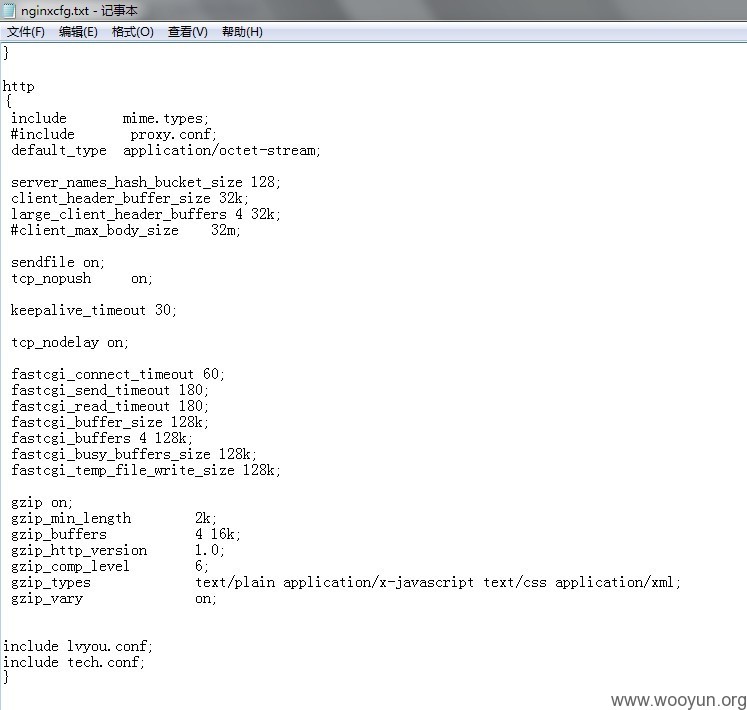 nginxcfg.txt - 记事本
文件(F) 编辑(E) 格式(O) 查看(V) 帮助(H)
}
http
{
include mime.types;
#include proxy.conf;
default_type application/octet-stream;
server_names_hash_bucket_size 128;
client_header_buffer_size 32k;
large_client_header_buffers 4 32k;
#client_max_body_size 32m;
sendfile on;
tcp_nopush on;
keepalive_timeout 30;
tcp_nodelay on;
fastcgi_connect_timeout 60;
fastcgi_send_timeout 180;
fastcgi_read_timeout 180;
fastcgi_buffer_size 128k;
fastcgi_buffers 4 128k;
fastcgi_busy_buffers_size 128k;
fastcgi_temp_file_write_size 128k;
gzip on;
gzip_min_length 2k;
gzip_buffers 4 16k;
gzip_http_version 1.0;
gzip_comp_level 6;
gzip_types text/plain application/x-javascript text/css application/xml;
gzip_vary on;
include lvyou.conf;
include tech.conf;
}
www.wooyun.org